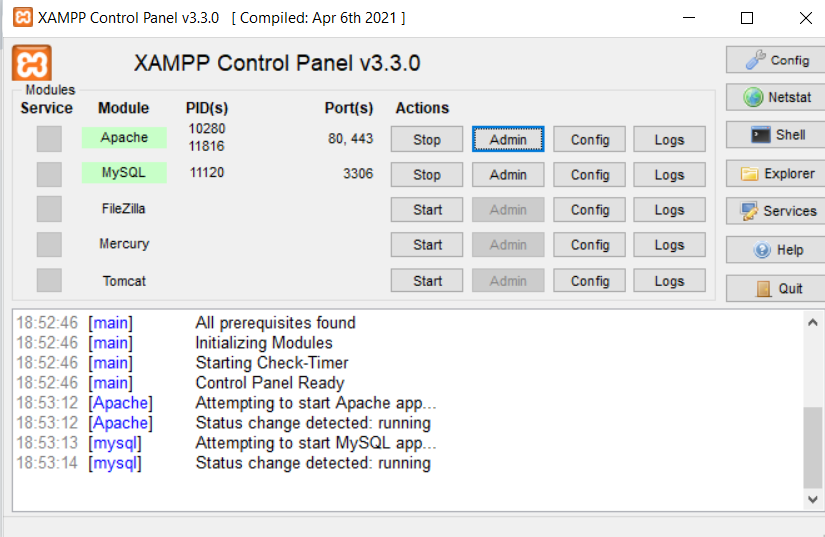 XAMPP Control Panel v3.3.0 [ Compiled: Apr 6th 2021 ]
XAMPP Control Panel v3.3.0
Config
Modules
Service Module PID(s) Port(s) Actions
Netstat
Apache 10280 11816 80, 443 Stop Admin Config Logs
Shell
MySQL 11120 3306 Stop Admin Config Logs
Explorer
FileZilla Start Admin Config Logs
Services
Mercury Start Admin Config Logs
Help
Tomcat Start Admin Config Logs
Quit
18:52:46 [main] All prerequisites found
18:52:46 [main] Initializing Modules
18:52:46 [main] Starting Check-Timer
18:52:46 [main] Control Panel Ready
18:53:12 [Apache] Attempting to start Apache app...
18:53:12 [Apache] Status change detected: running
18:53:13 [mysql] Attempting to start MySQL app...
18:53:14 [mysql] Status change detected: running